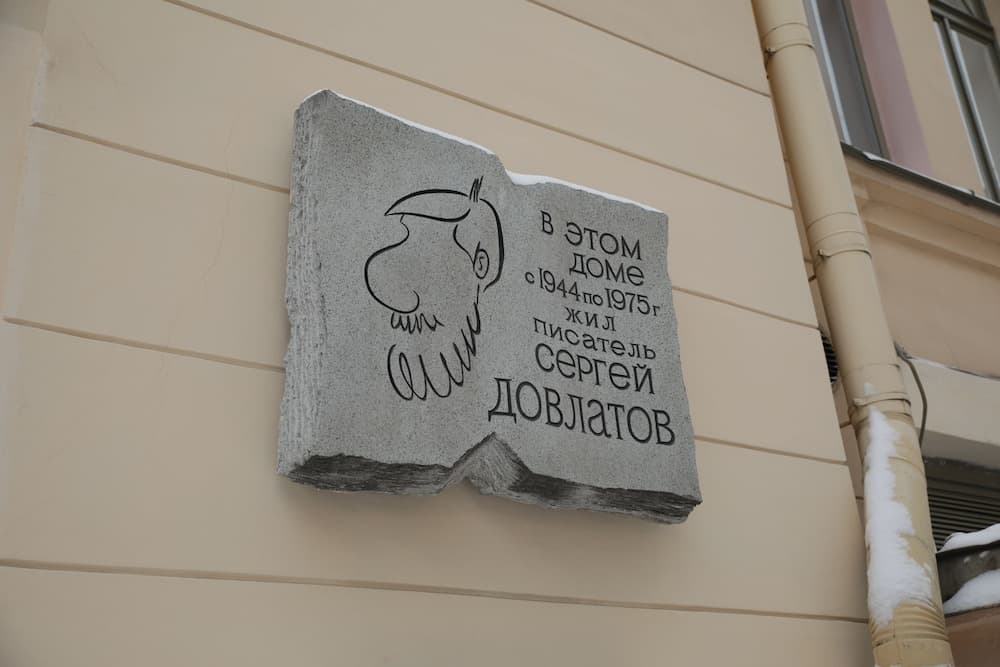 В ЭТОМ
ДОМЕ
с 1944 по 1975 г
жил
писатель
СЕРГЕЙ
ДОВЛАТОВ